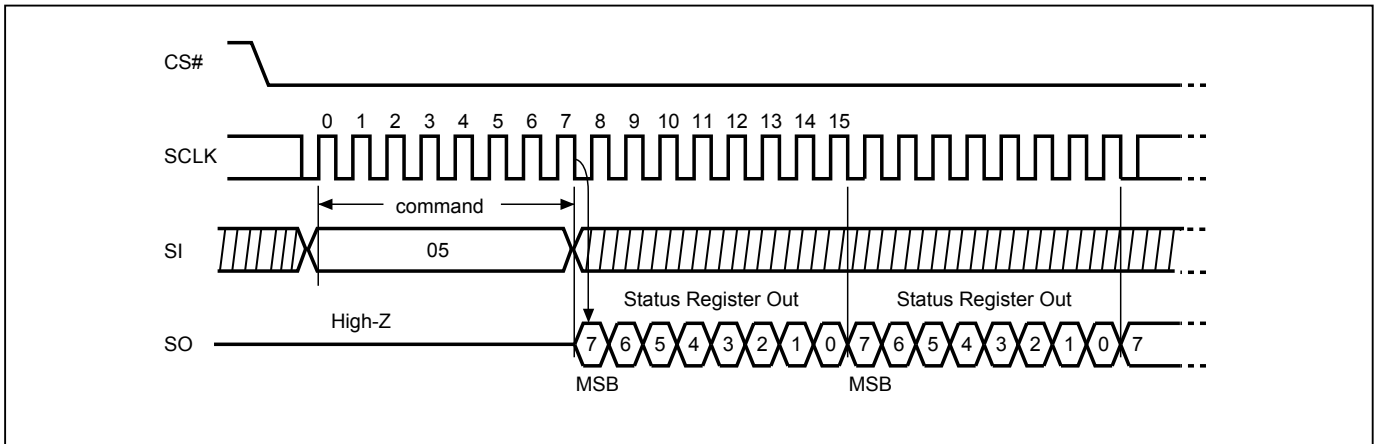 CS#
0 1 2 3 4 5 6 7 8 9 10 11 12 13 14 15
SCLK
command
SI
05
Status Register Out Status Register Out
High-Z
SO
7 6 5 4 3 2 1 0 7 6 5 4 3 2 1 0 7
MSB MSB